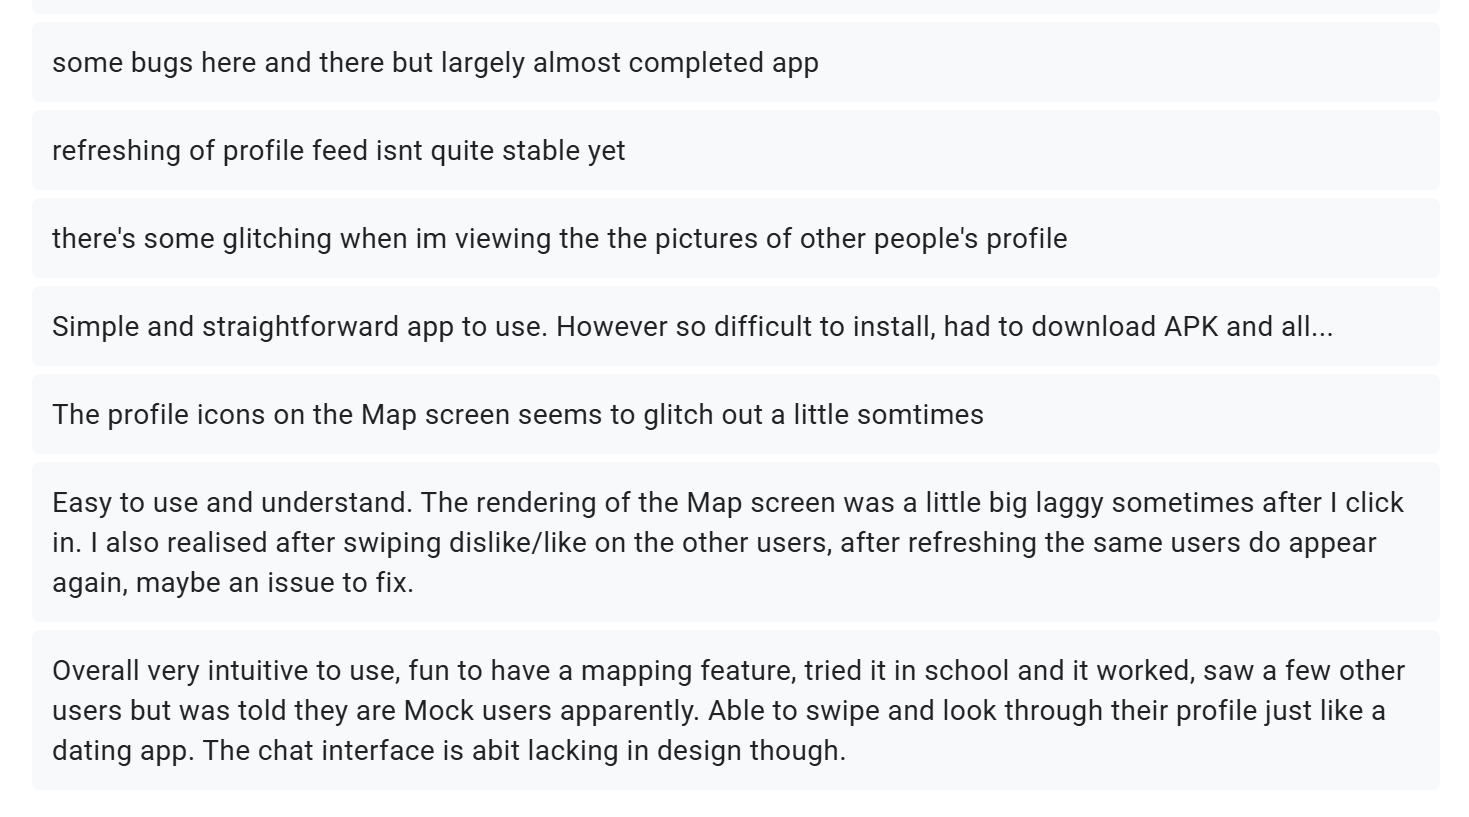 some bugs here and there but largely almost completed app
refreshing of profile feed isnt quite stable yet
there's some glitching when im viewing the the pictures of other people's profile
Simple and straightforward app to use. However so difficult to install, had to download APK and all...
The profile icons on the Map screen seems to glitch out a little somtimes
Easy to use and understand. The rendering of the Map screen was a little big laggy sometimes after I click
in. I also realised after swiping dislike/like on the other users, after refreshing the same users do appear
again, maybe an issue to fix.
Overall very intuitive to use, fun to have a mapping feature, tried it in school and it worked, saw a few other
users but was told they are Mock users apparently. Able to swipe and look through their profile just like a
dating app. The chat interface is abit lacking in design though.